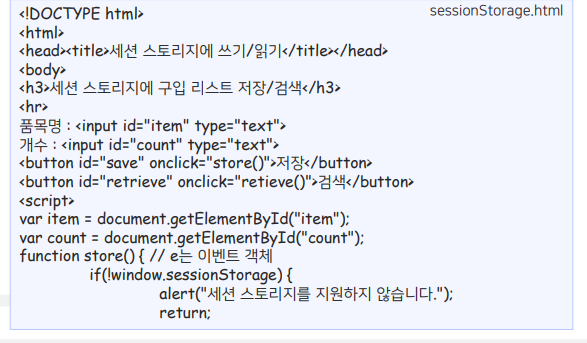 sessionStorage.html
<!DOCTYPE html>
<html>
<head><title>세션 스토리지에 쓰기/읽기</title></head>
<body>
<h3>세션 스토리지에 구입 리스트 저장/검색</h3>
<hr>
품목명 : <input id="item" type="text">
개수 : <input id="count" type="text">
<button id="save" onclick="store()">저장</button>
<button id="retrieve" onclick="retieve()">검색</button>
<script>
var item = document.getElementById("item");
var count = document.getElementById("count");
function store() { // e는 이벤트 객체
if(!window.sessionStorage) {
alert("세션 스토리지를 지원하지 않습니다.");
return;